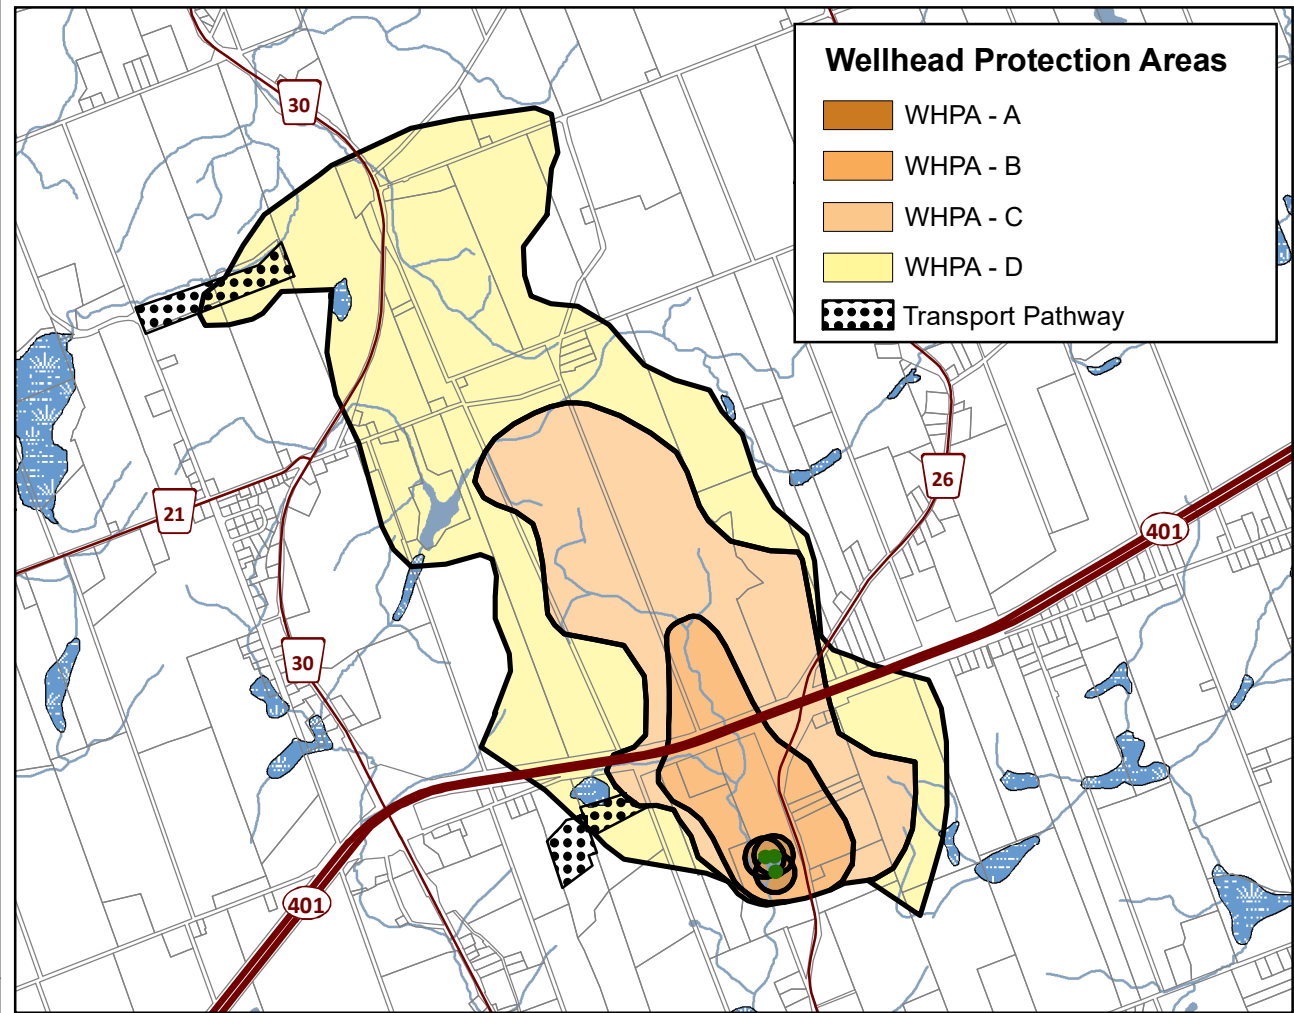 Wellhead Protection Areas
WHPA - A
WHPA - B
WHPA - C
WHPA - D
Transport Pathway
30
26
21
401
30
401